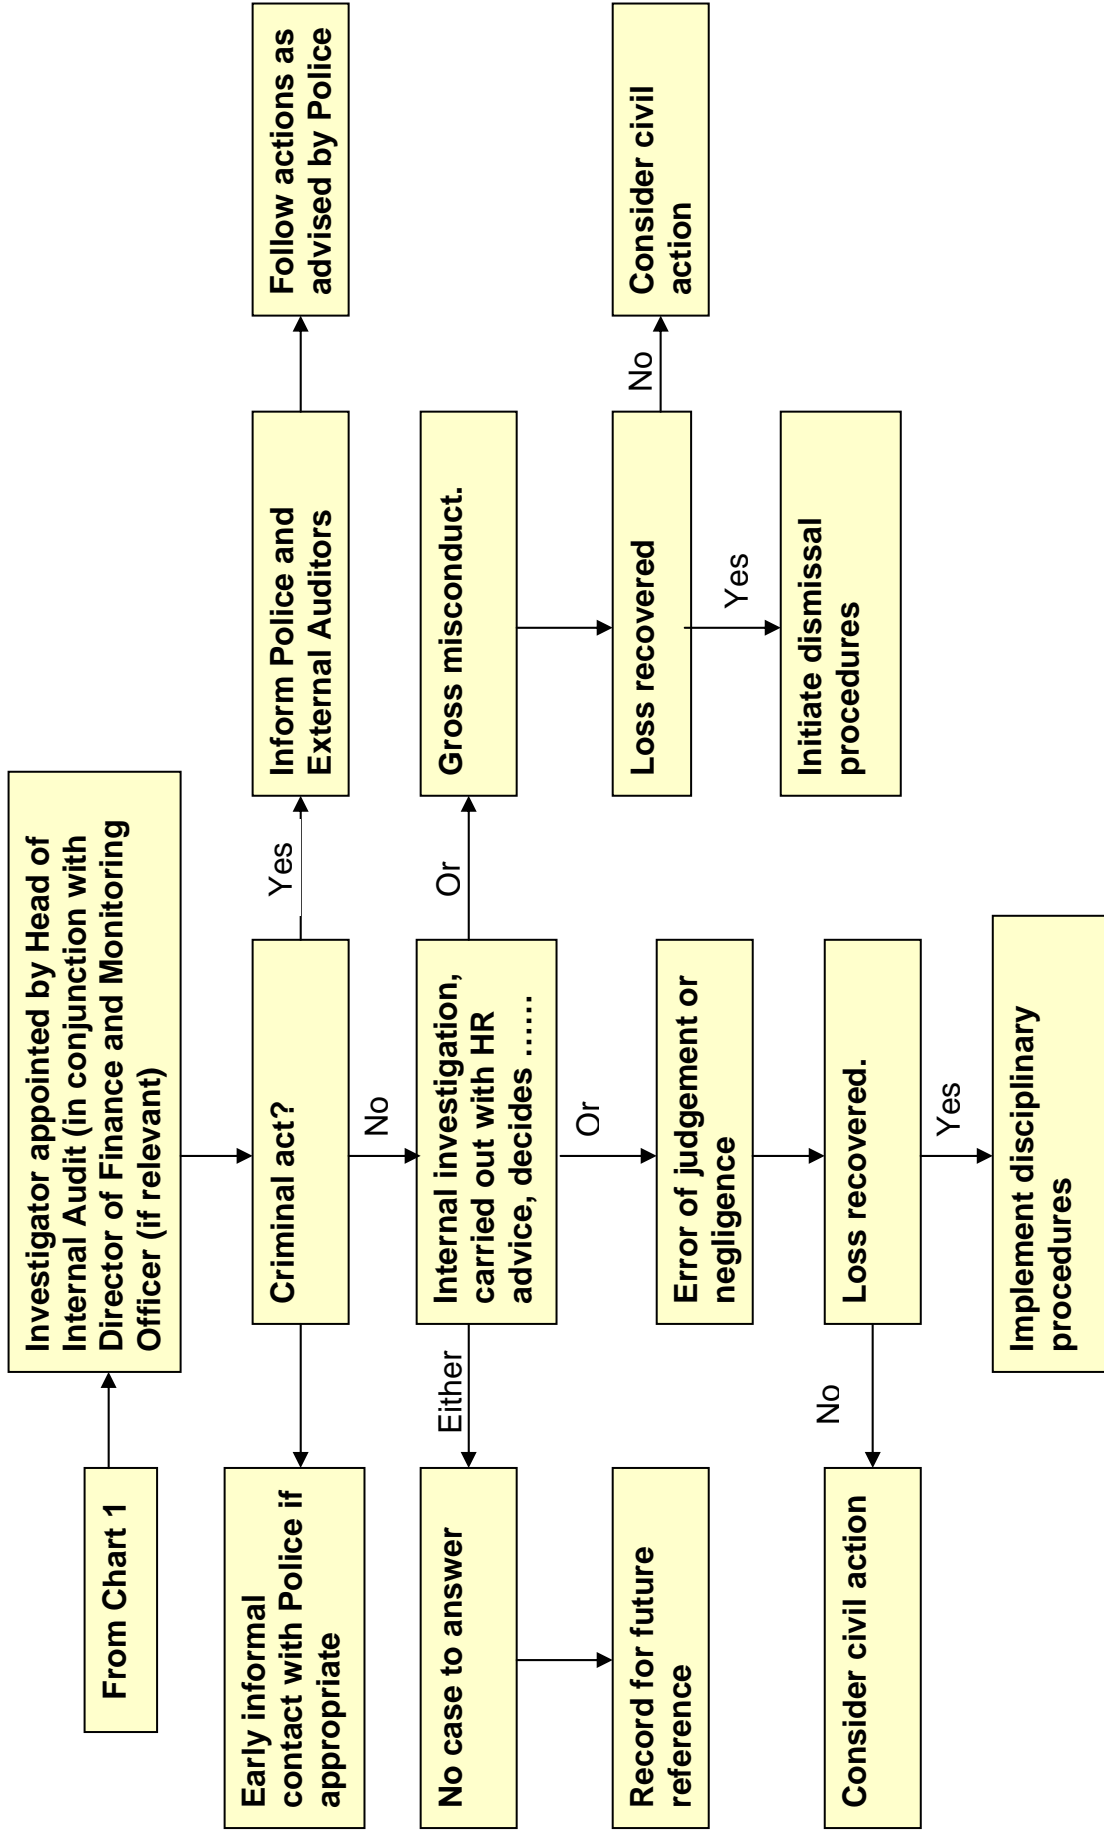 From Chart 1
Investigator appointed by Head of
Internal Audit (in conjunction with
Director of Finance and Monitoring
Officer (if relevant)
Early informal
contact with Police if
appropriate
Criminal act?
Yes
Inform Police and
External Auditors
Follow actions as
advised by Police
No
No case to answer
Either
Internal investigation,
carried out with HR
advice, decides ......
Or
Gross misconduct.
Or
Record for future
reference
Error of judgement or
negligence
Loss recovered
No
Consider civil
action
Yes
Consider civil action
No
Loss recovered.
Initiate dismissal
procedures
Yes
Implement disciplinary
procedures